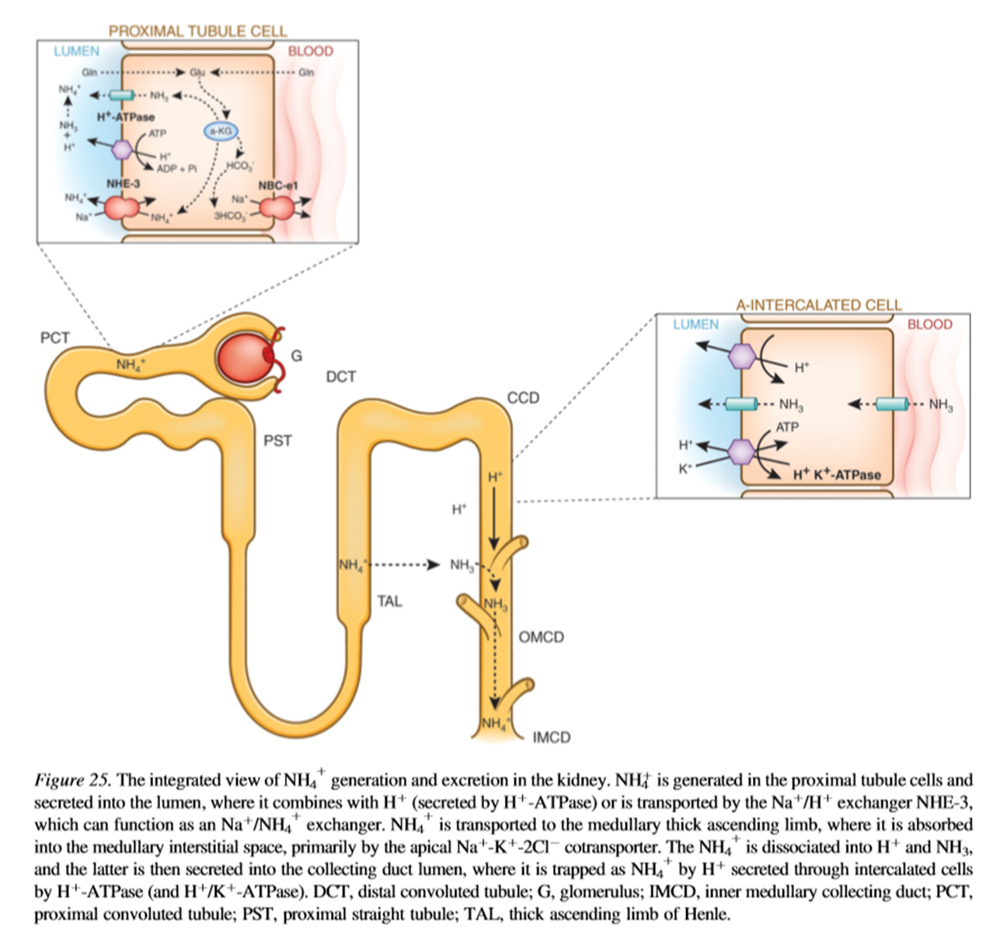 PROXIMAL TUBULE CELL
LUMEN
BLOOD
Gln
Glu
Gln
NH₄⁺
NH₃
H⁺-ATPase
NH₃
+
H⁺
ATP
a-KG
H⁺
ADP + Pi
HCO₃⁻
NHE-3
NBC-e1
NH₄⁺
Na⁺
Na⁺
NH₄⁺
3HCO₃⁻
A-INTERCALATED CELL
LUMEN
BLOOD
H⁺
NH₃
NH₃
ATP
H⁺
K⁺
H⁺ K⁺-ATPase
PCT
NH₄⁺
G
DCT
CCD
PST
H⁺
H⁺
NH₄⁺
NH₃
TAL
NH₃
OMCD
NH₄⁺
IMCD
Figure 25. The integrated view of NH₄⁺ generation and excretion in the kidney. NH₄⁺ is generated in the proximal tubule cells and
secreted into the lumen, where it combines with H⁺ (secreted by H⁺-ATPase) or is transported by the Na⁺/H⁺ exchanger NHE-3,
which can function as an Na⁺/NH₄⁺ exchanger. NH₄⁺ is transported to the medullary thick ascending limb, where it is absorbed
into the medullary interstitial space, primarily by the apical Na⁺-K⁺-2Cl⁻ cotransporter. The NH₄⁺ is dissociated into H⁺ and NH₃,
and the latter is then secreted into the collecting duct lumen, where it is trapped as NH₄⁺ by H⁺ secreted through intercalated cells
by H⁺-ATPase (and H⁺/K⁺-ATPase). DCT, distal convoluted tubule; G, glomerulus; IMCD, inner medullary collecting duct; PCT,
proximal convoluted tubule; PST, proximal straight tubule; TAL, thick ascending limb of Henle.